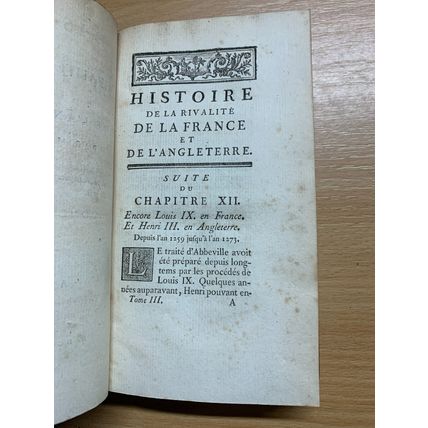 HISTOIRE
DE LA RIVALITÉ
DE LA FRANCE
ET
DE L'ANGLETERRE.
SUITE
DU
CHAPITRE XII.
Encore Louis IX. en France.
Et Henri III. en Angleterre.
Depuis l'an 1259 jusqu'à l'an 1273.
LE traité d'Abbeville avoit
été préparé depuis long-
tems par les procédés de
Louis IX. Quelques an-
nées auparavant, Henri pouvant en-
Tome III. A